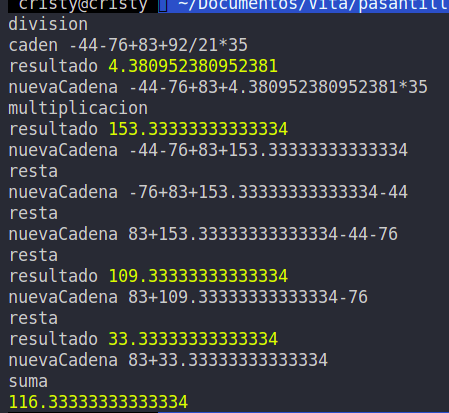 cristy@cristy ~/Documentos/Vita/pasantill
division
caden -44-76+83+92/21*35
resultado 4.380952380952381
nuevaCadena -44-76+83+4.380952380952381*35
multiplicacion
resultado 153.33333333333334
nuevaCadena -44-76+83+153.33333333333334
resta
nuevaCadena -76+83+153.33333333333334-44
resta
nuevaCadena 83+153.33333333333334-44-76
resta
resultado 109.33333333333334
nuevaCadena 83+109.33333333333334-76
resta
resultado 33.33333333333334
nuevaCadena 83+33.33333333333334
suma
116.33333333333334